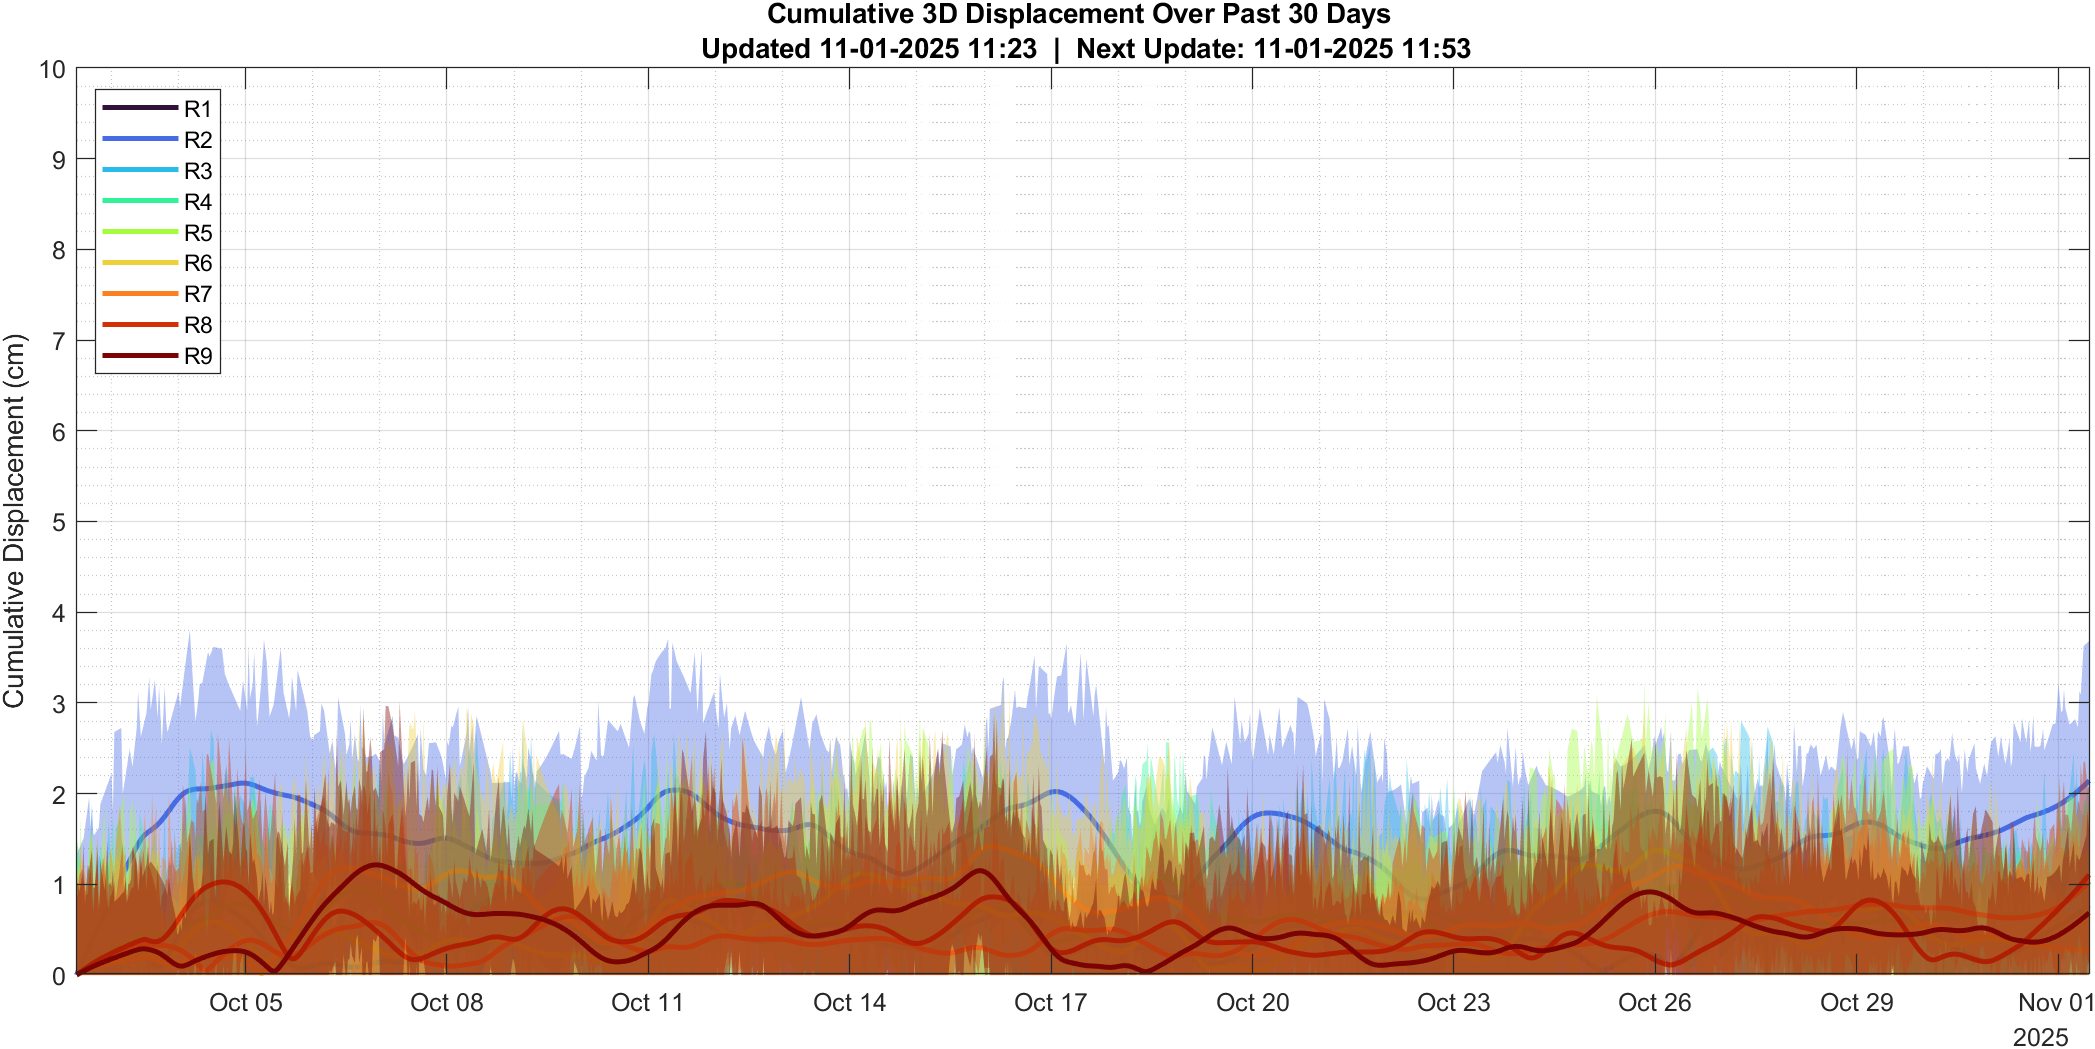 Cumulative 3D Displacement Over Past 30 Days
Updated 11-01-2025 11:23 | Next Update: 11-01-2025 11:53
Cumulative Displacement (cm)
10
9
8
7
6
5
4
3
2
1
0
R1
R2
R3
R4
R5
R6
R7
R8
R9
Oct 05 Oct 08 Oct 11 Oct 14 Oct 17 Oct 20 Oct 23 Oct 26 Oct 29 Nov 01
2025